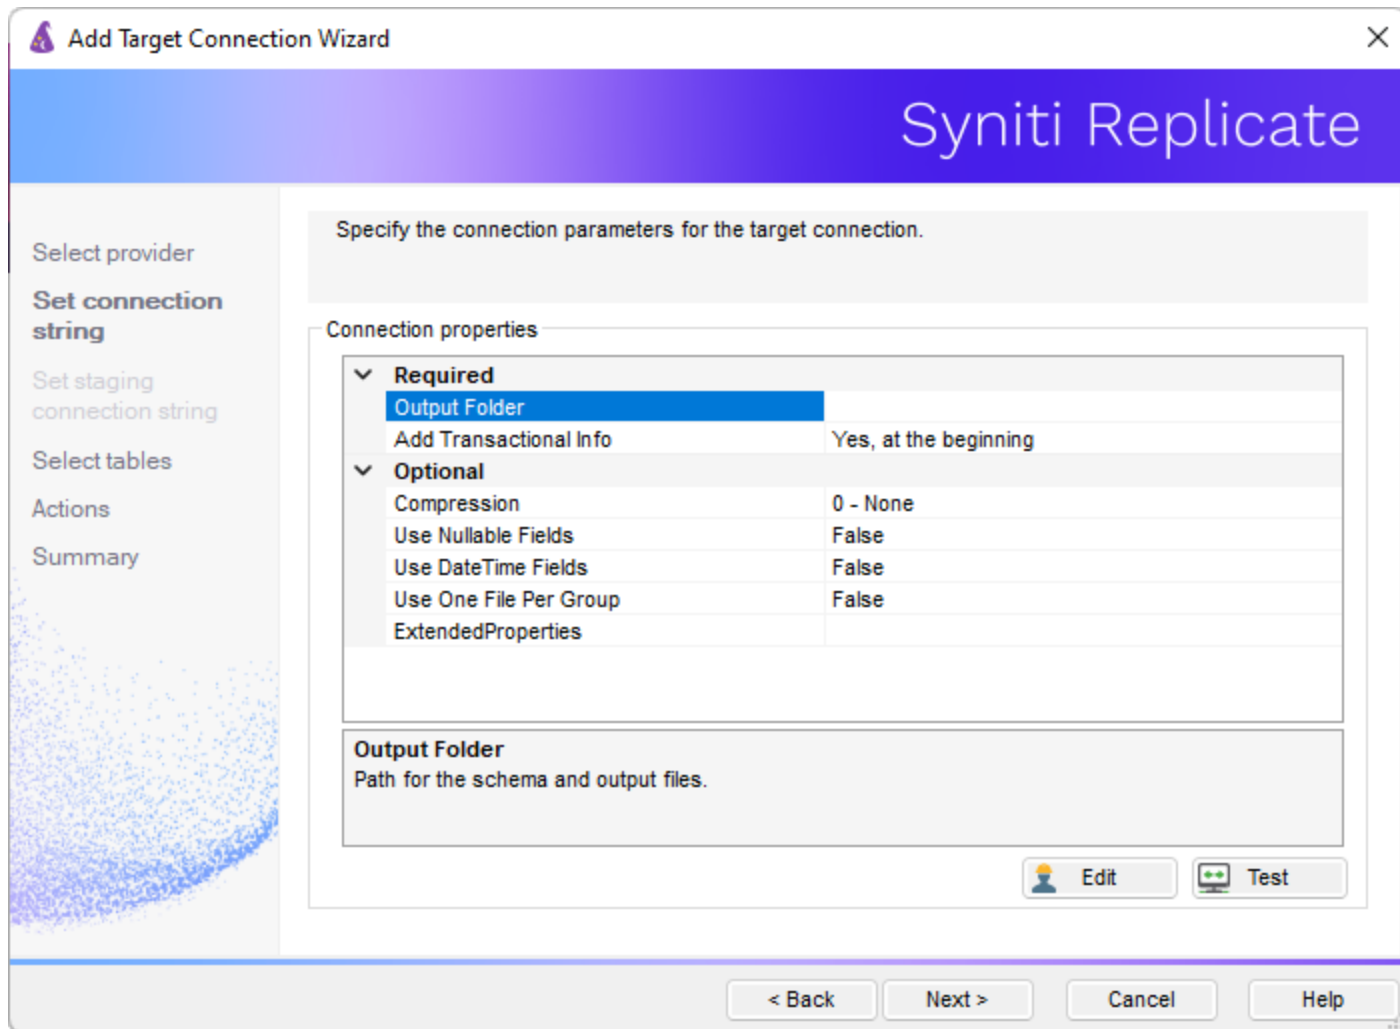 Add Target Connection Wizard
Syniti Replicate
Select provider
Set connection
string
Set staging
connection string
Select tables
Actions
Summary
Specify the connection parameters for the target connection.
Connection properties
Required
Output Folder
Add Transactional Info Yes, at the beginning
Optional
Compression 0 - None
Use Nullable Fields False
Use DateTime Fields False
Use One File Per Group False
ExtendedProperties
Output Folder
Path for the schema and output files.
Edit Test
< Back Next > Cancel Help